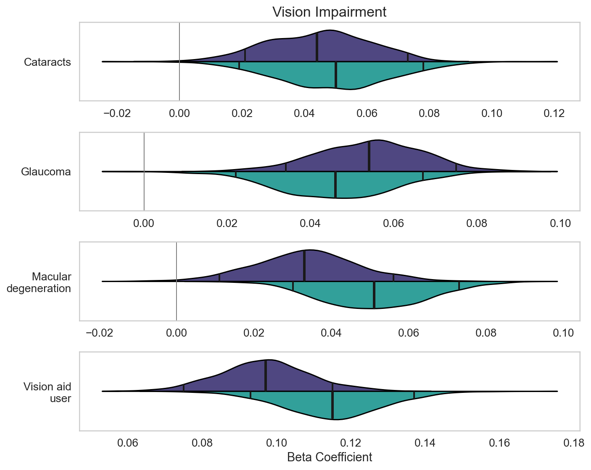 Vision Impairment
Cataracts
−0.02 0.00 0.02 0.04 0.06 0.08 0.10 0.12
Glaucoma
0.00 0.02 0.04 0.06 0.08 0.10
Macular
degeneration
−0.02 0.00 0.02 0.04 0.06 0.08 0.10
Vision aid
user
0.06 0.08 0.10 0.12 0.14 0.16 0.18
Beta Coefficient